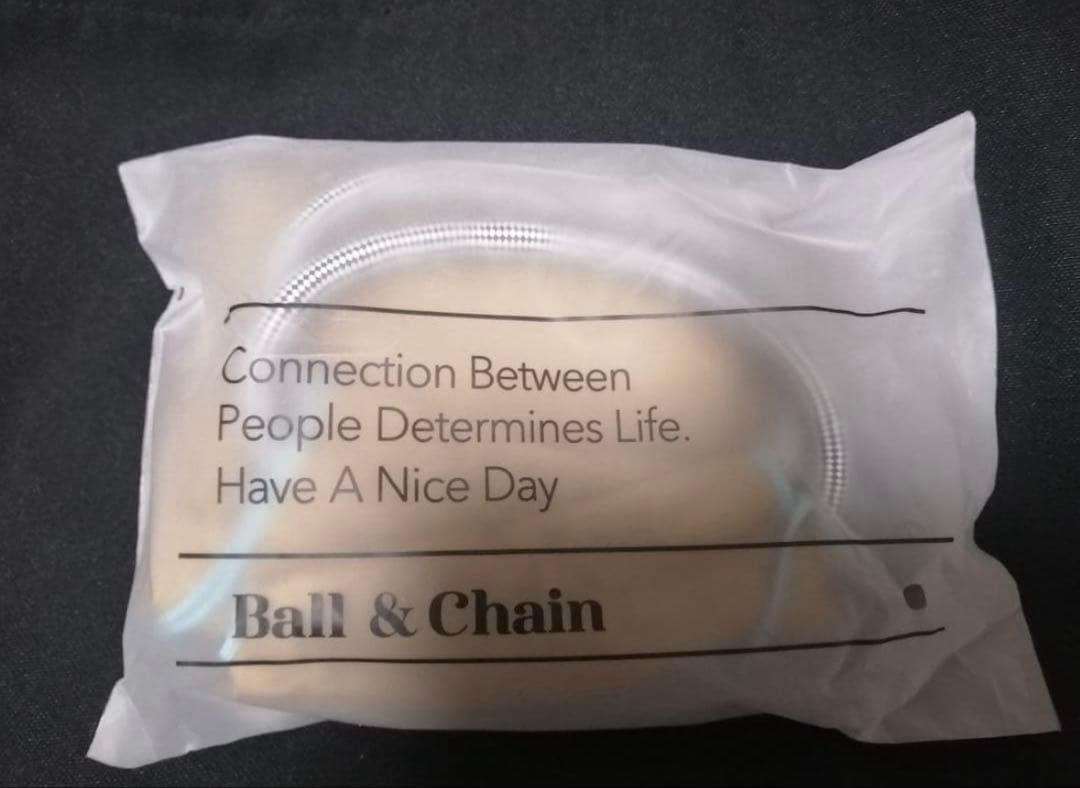 Connection Between
People Determines Life.
Have A Nice Day
Ball & Chain